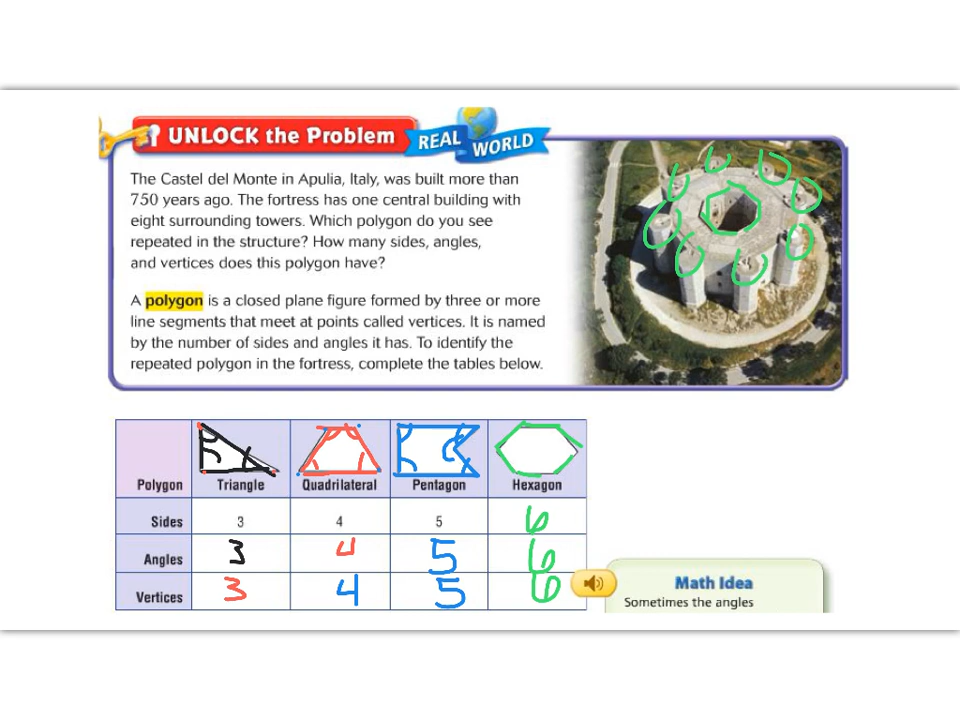 UNLOCK the Problem REAL WORLD
The Castel del Monte in Apulia, Italy, was built more than
750 years ago. The fortress has one central building with
eight surrounding towers. Which polygon do you see
repeated in the structure? How many sides, angles,
and vertices does this polygon have?
A polygon is a closed plane figure formed by three or more
line segments that meet at points called vertices. It is named
by the number of sides and angles it has. To identify the
repeated polygon in the fortress, complete the tables below.
Polygon Triangle Quadrilateral Pentagon Hexagon
Sides 3 4 5 6
Angles 3 4 5 6
Vertices 3 4 5 6
Math Idea
Sometimes the angles